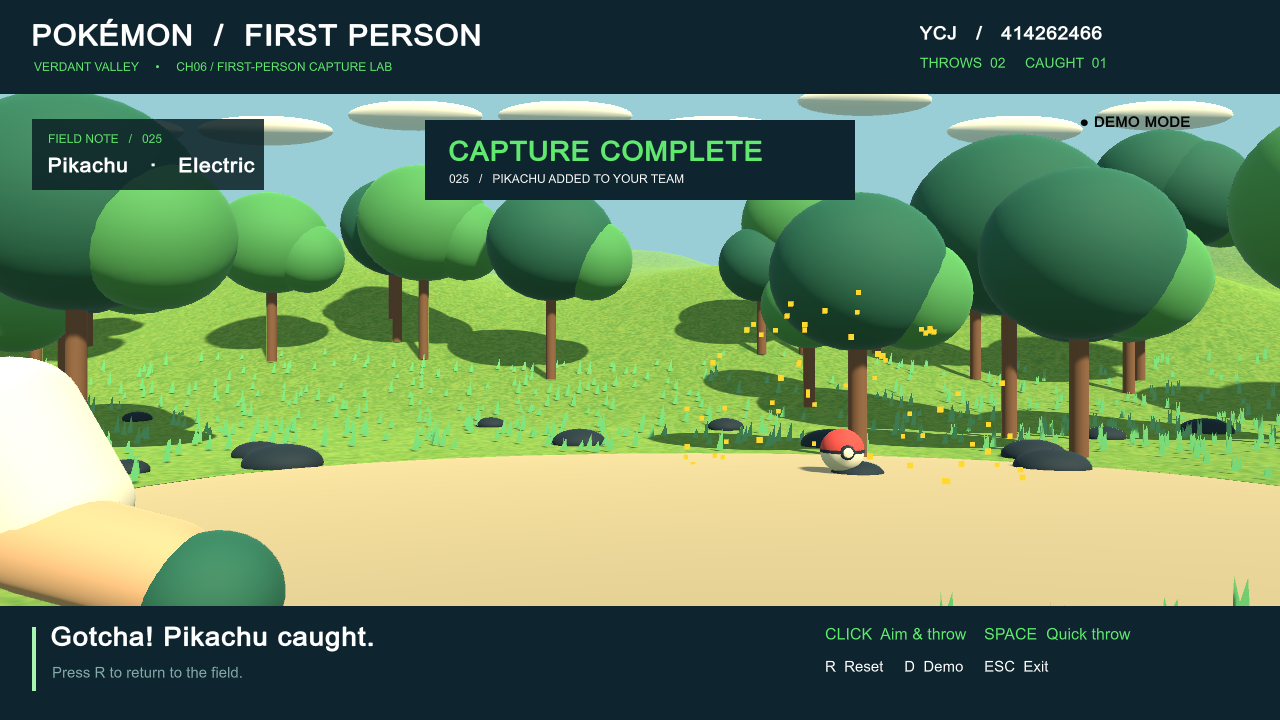 POKÉMON / FIRST PERSON
VERDANT VALLEY • CH06 / FIRST-PERSON CAPTURE LAB
YCJ / 414262466
THROWS 02 CAUGHT 01
FIELD NOTE / 025
Pikachu · Electric
CAPTURE COMPLETE
025 / PIKACHU ADDED TO YOUR TEAM
● DEMO MODE
Gotcha! Pikachu caught.
Press R to return to the field.
CLICK Aim & throw SPACE Quick throw
R Reset D Demo ESC Exit